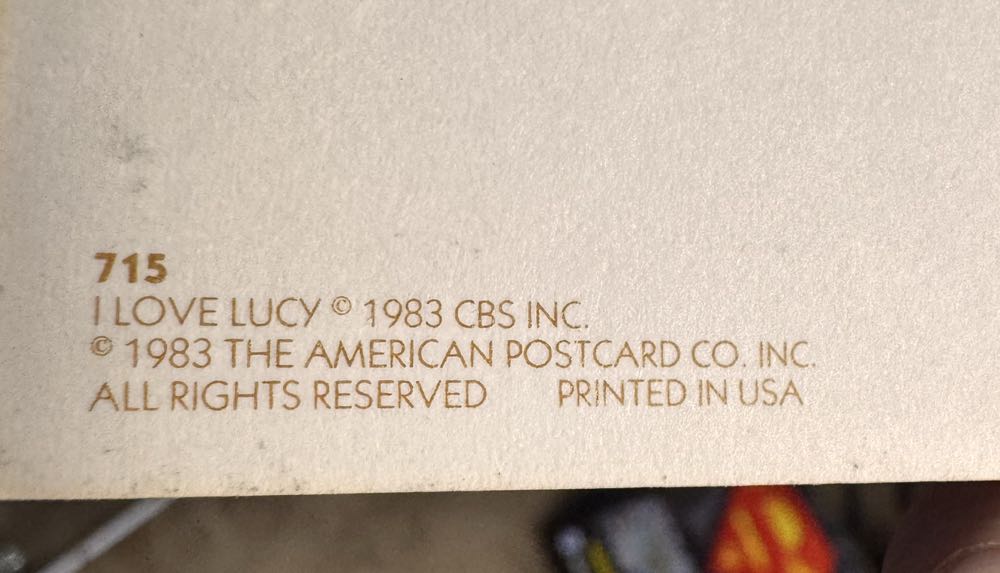 715
I LOVE LUCY © 1983 CBS INC.
© 1983 THE AMERICAN POSTCARD CO. INC.
ALL RIGHTS RESERVED PRINTED IN USA